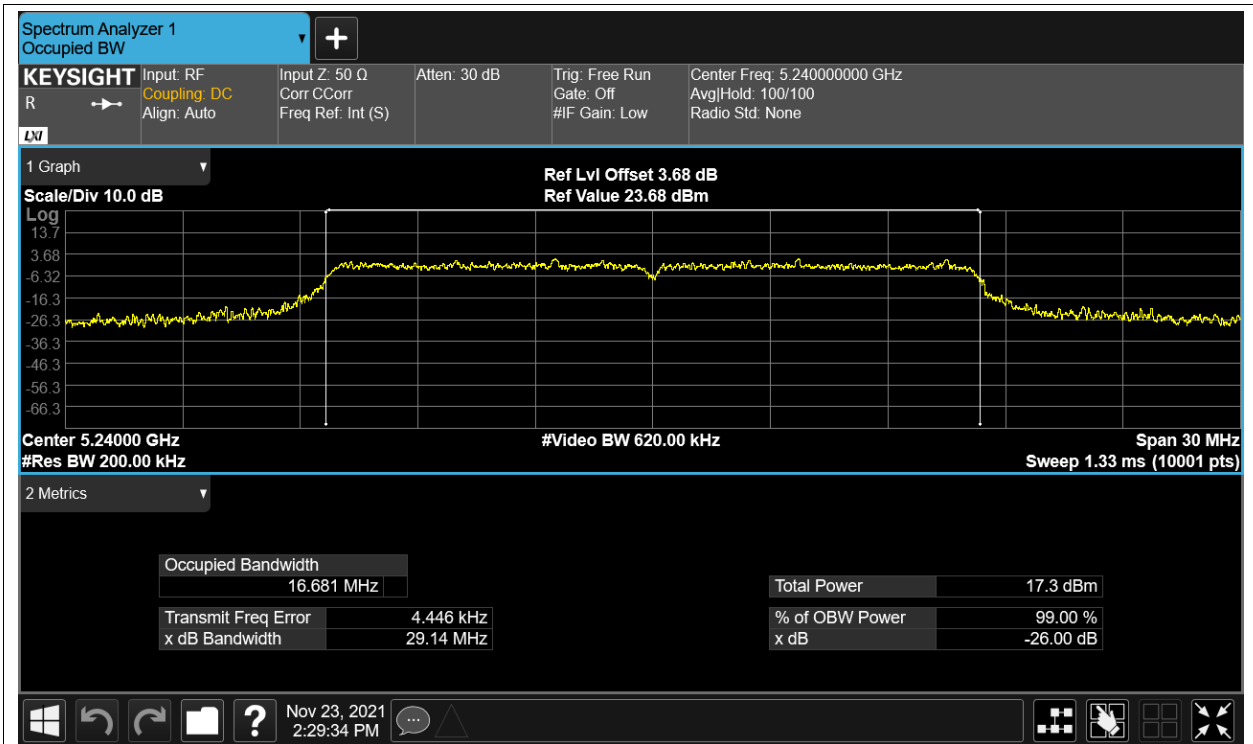 Spectrum Analyzer 1
Occupied BW
KEYSIGHT
R
LXI
Input: RF
Coupling: DC
Align: Auto
Input Z: 50 Ω
Corr CCorr
Freq Ref: Int (S)
Atten: 30 dB
Trig: Free Run
Gate: Off
#IF Gain: Low
Center Freq: 5.240000000 GHz
Avg|Hold: 100/100
Radio Std: None
1 Graph
Scale/Div 10.0 dB
Ref Lvl Offset 3.68 dB
Ref Value 23.68 dBm
Log
13.7
3.68
-6.32
-16.3
-26.3
-36.3
-46.3
-56.3
-66.3
Center 5.24000 GHz
#Res BW 200.00 kHz
#Video BW 620.00 kHz
Span 30 MHz
Sweep 1.33 ms (10001 pts)
2 Metrics
Occupied Bandwidth
16.681 MHz
Transmit Freq Error 4.446 kHz
x dB Bandwidth 29.14 MHz
Total Power 17.3 dBm
% of OBW Power 99.00 %
x dB -26.00 dB
?
Nov 23, 2021
2:29:34 PM